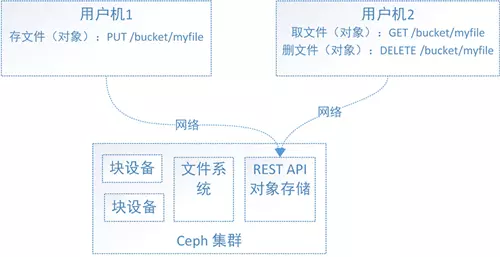 用户机1
存文件（对象）：PUT /bucket/myfile
用户机2
取文件（对象）：GET /bucket/myfile
删文件（对象）：DELETE /bucket/myfile
网络
网络
块设备
块设备
文件系
统
REST API
对象存储
Ceph 集群